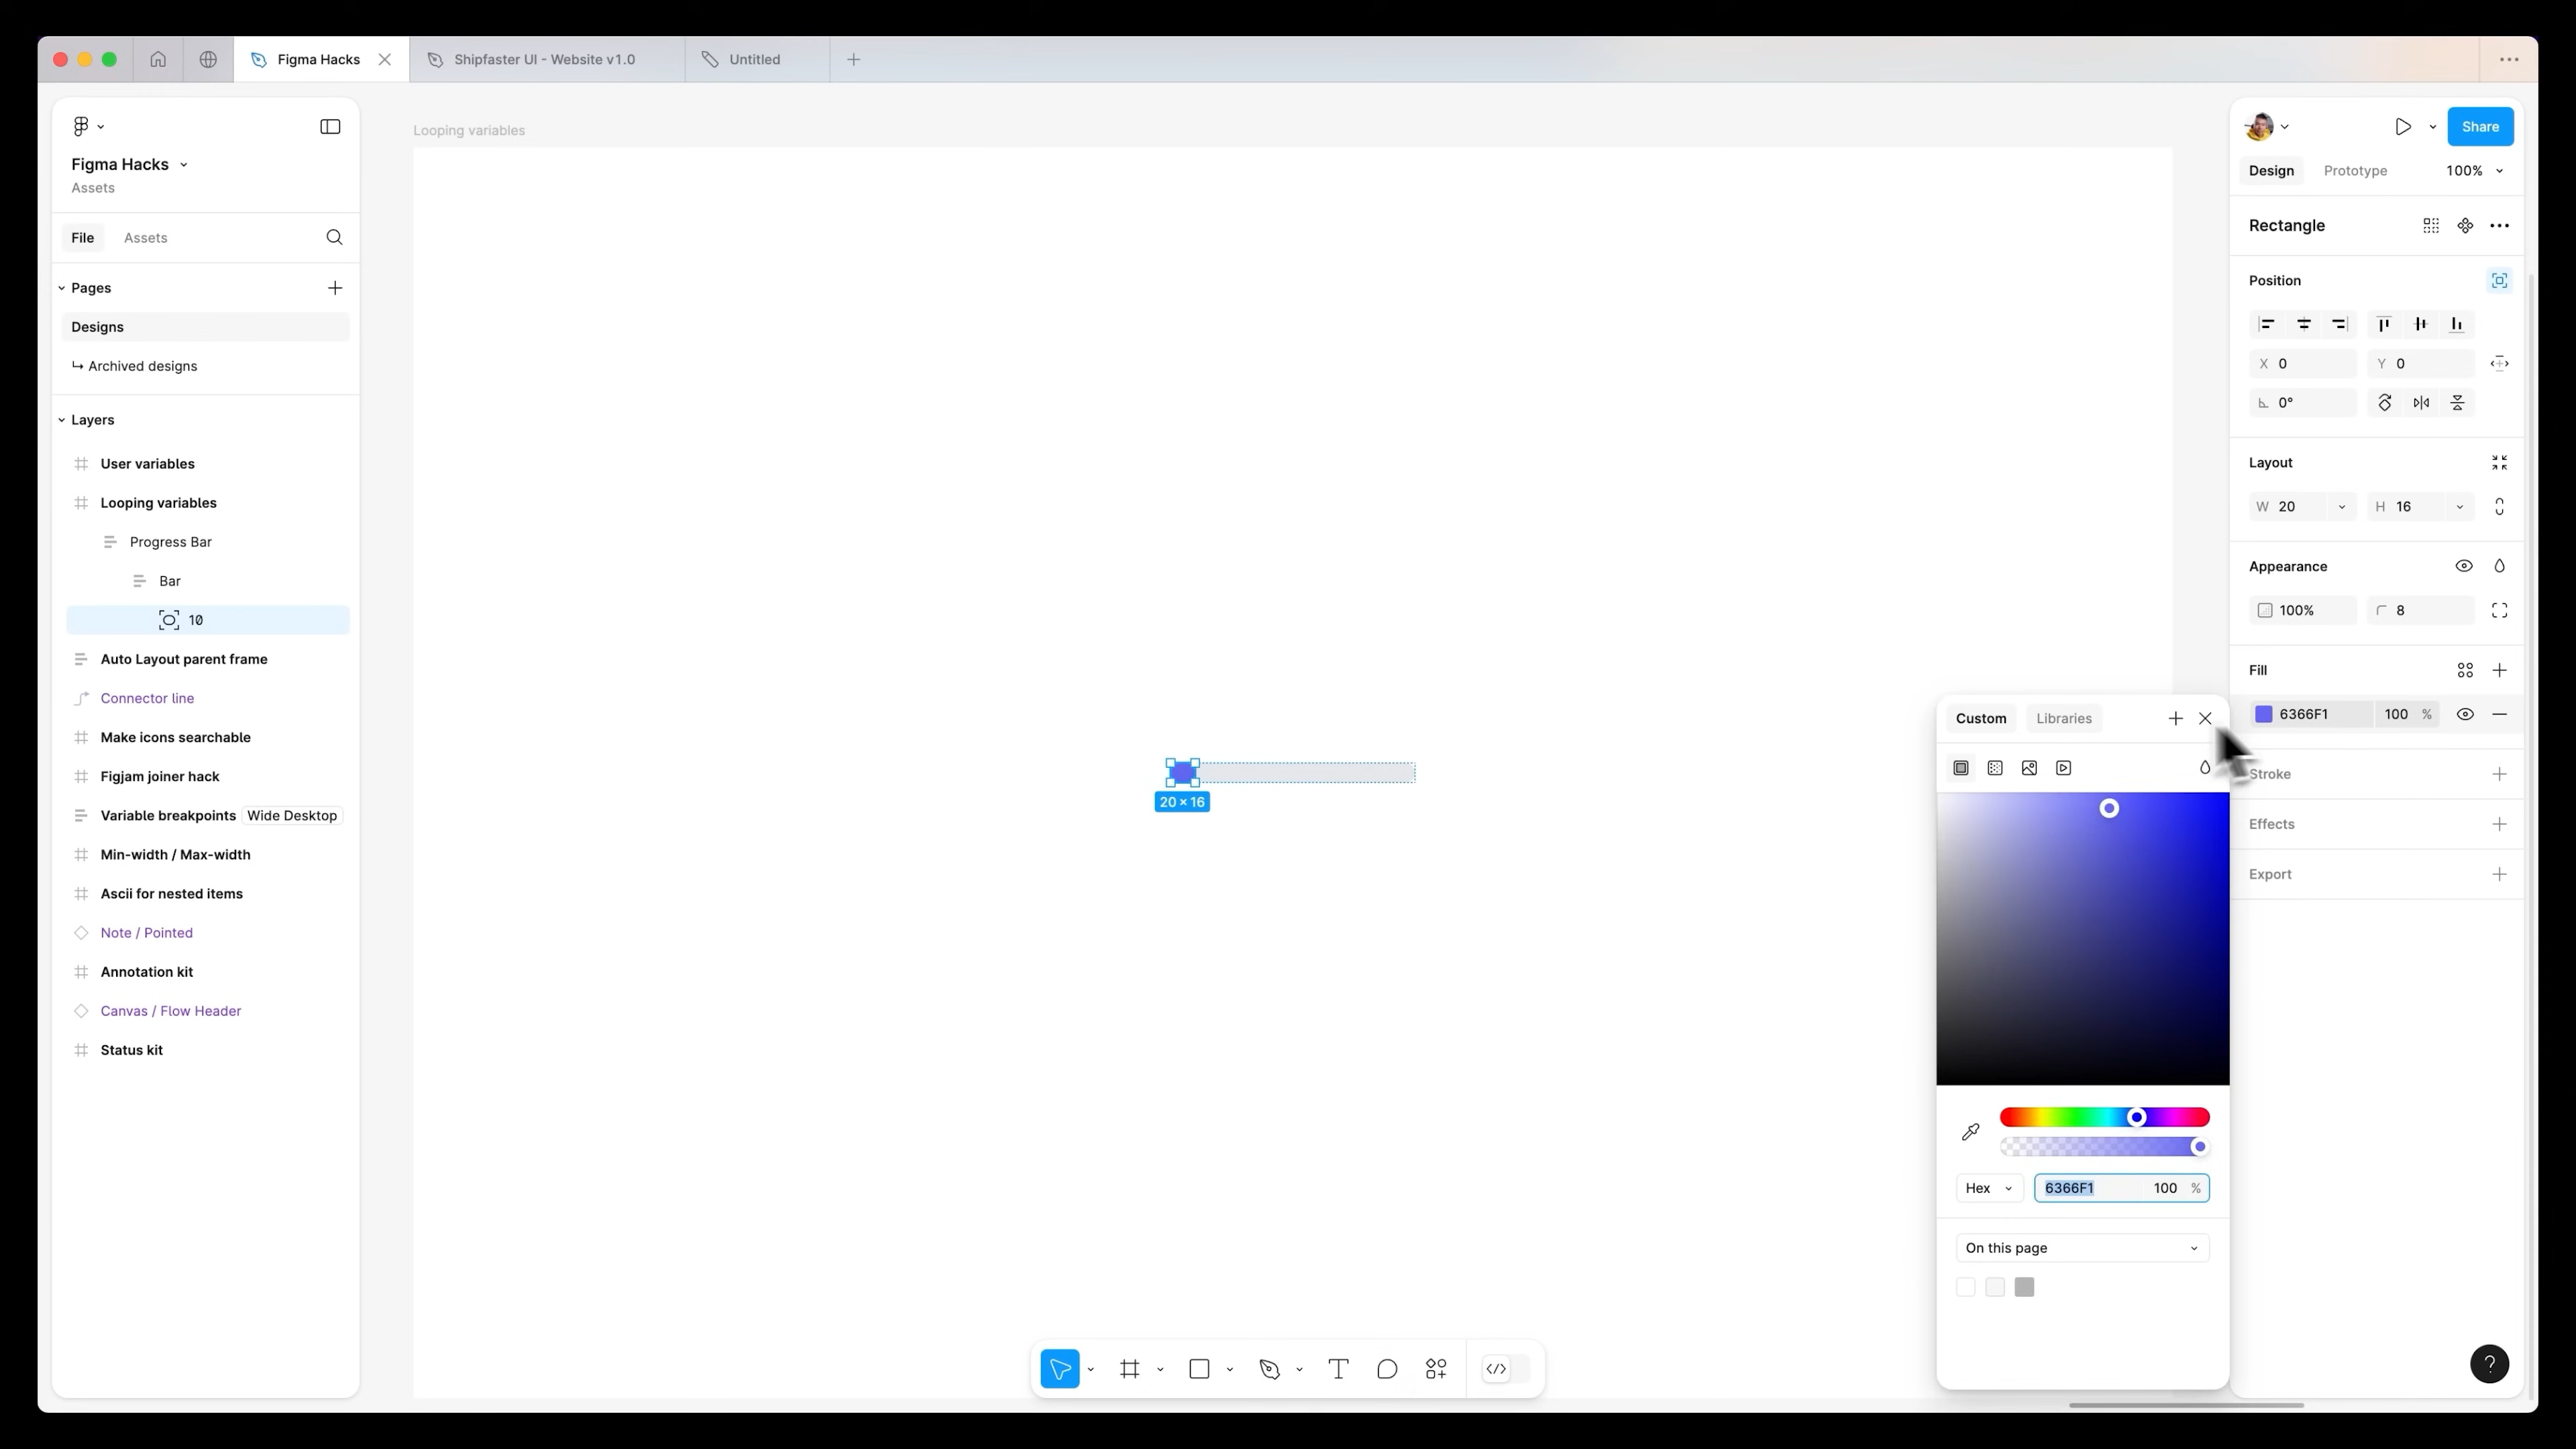 Figma Hacks
Shipfaster UI - Website v1.0
Untitled
Figma Hacks
Assets
File
Assets
Pages
Designs
Archived designs
Layers
User variables
Looping variables
Progress Bar
Bar
10
Auto Layout parent frame
Connector line
Make icons searchable
Figjam joiner hack
Variable breakpoints Wide Desktop
Min-width / Max-width
Ascii for nested items
Note / Pointed
Annotation kit
Canvas / Flow Header
Status kit
Looping variables
20 × 16
Share
Design
Prototype
100%
Rectangle
Position
X 0
Y 0
0°
Layout
W 20
H 16
Appearance
100%
8
Fill
6366F1 100 %
Stroke
Effects
Export
Custom
Libraries
Hex
6366F1 100 %
On this page
?